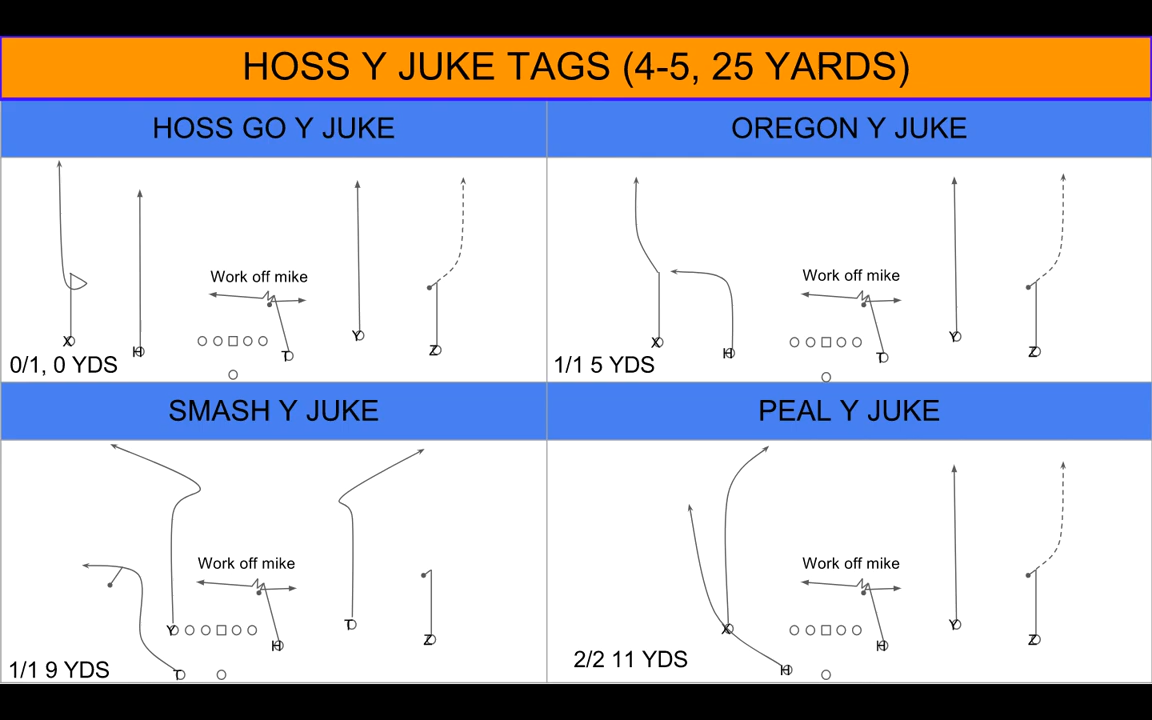 HOSS Y JUKE TAGS (4-5, 25 YARDS)
HOSS GO Y JUKE
OREGON Y JUKE
Work off mike
X
H
T
Y
Z
0/1, 0 YDS
Work off mike
X
H
T
Y
Z
1/1 5 YDS
SMASH Y JUKE
PEAL Y JUKE
Work off mike
Y
T
H
Z
T
1/1 9 YDS
Work off mike
X
Y
H
Z
H
2/2 11 YDS